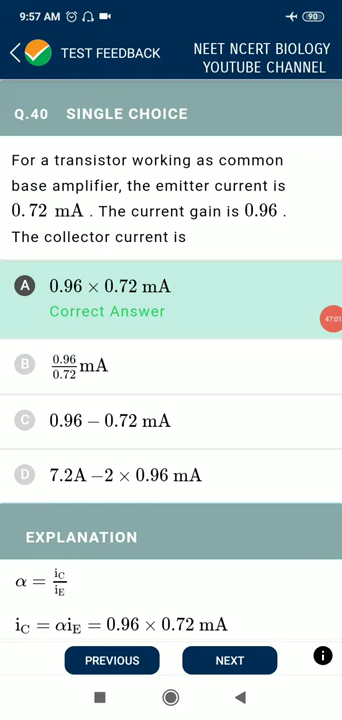 9:57 AM 90
TEST FEEDBACK
NEET NCERT BIOLOGY
YOUTUBE CHANNEL
Q.40 SINGLE CHOICE
For a transistor working as common
base amplifier, the emitter current is
0.72 mA . The current gain is 0.96 .
The collector current is
A 0.96 × 0.72 mA
Correct Answer
47:01
B 0.96/0.72 mA
C 0.96 − 0.72 mA
D 7.2A −2 × 0.96 mA
EXPLANATION
α = iC/iE
iC = αiE = 0.96 × 0.72 mA
PREVIOUS
NEXT